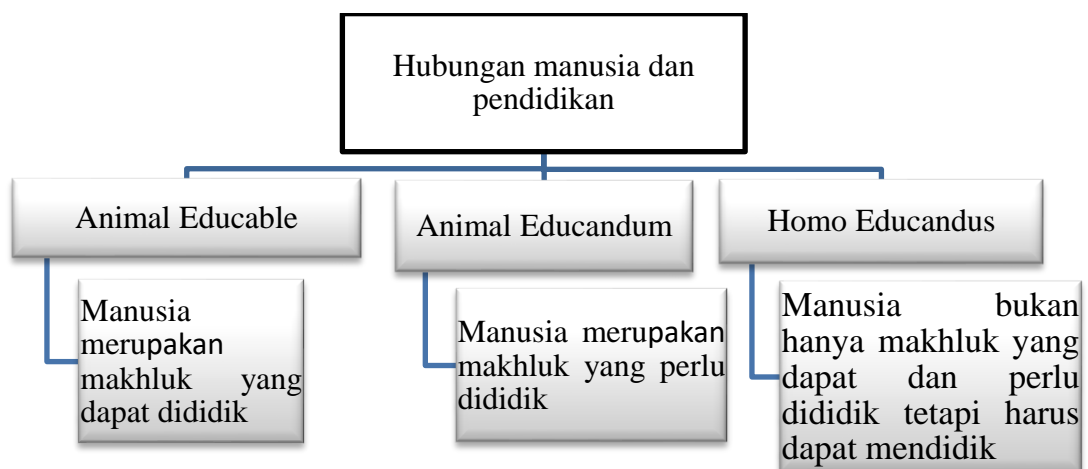 Hubungan manusia dan
pendidikan
Animal Educable
Animal Educandum
Homo Educandus
Manusia
merupakan
makhluk yang
dapat dididik
Manusia merupakan
makhluk yang perlu
dididik
Manusia bukan
hanya makhluk yang
dapat dan perlu
dididik tetapi harus
dapat mendidik